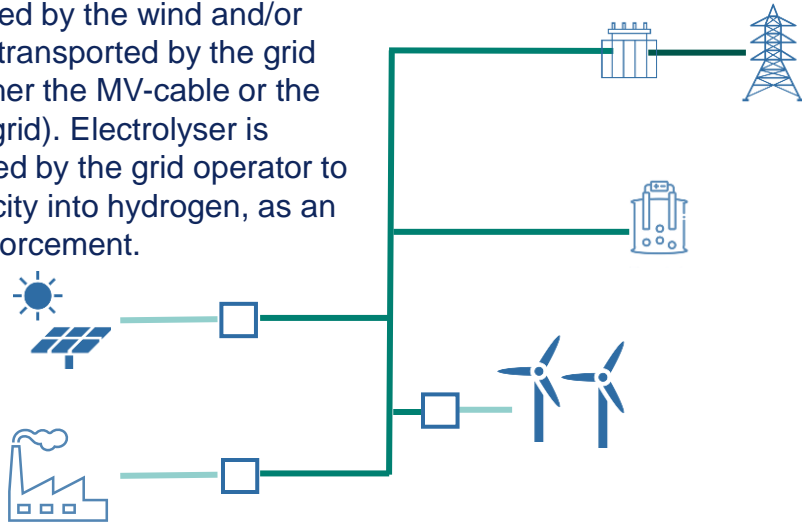 ed by the wind and/or
transported by the grid
her the MV-cable or the
grid). Electrolyser is
ed by the grid operator to
city into hydrogen, as an
orcement.